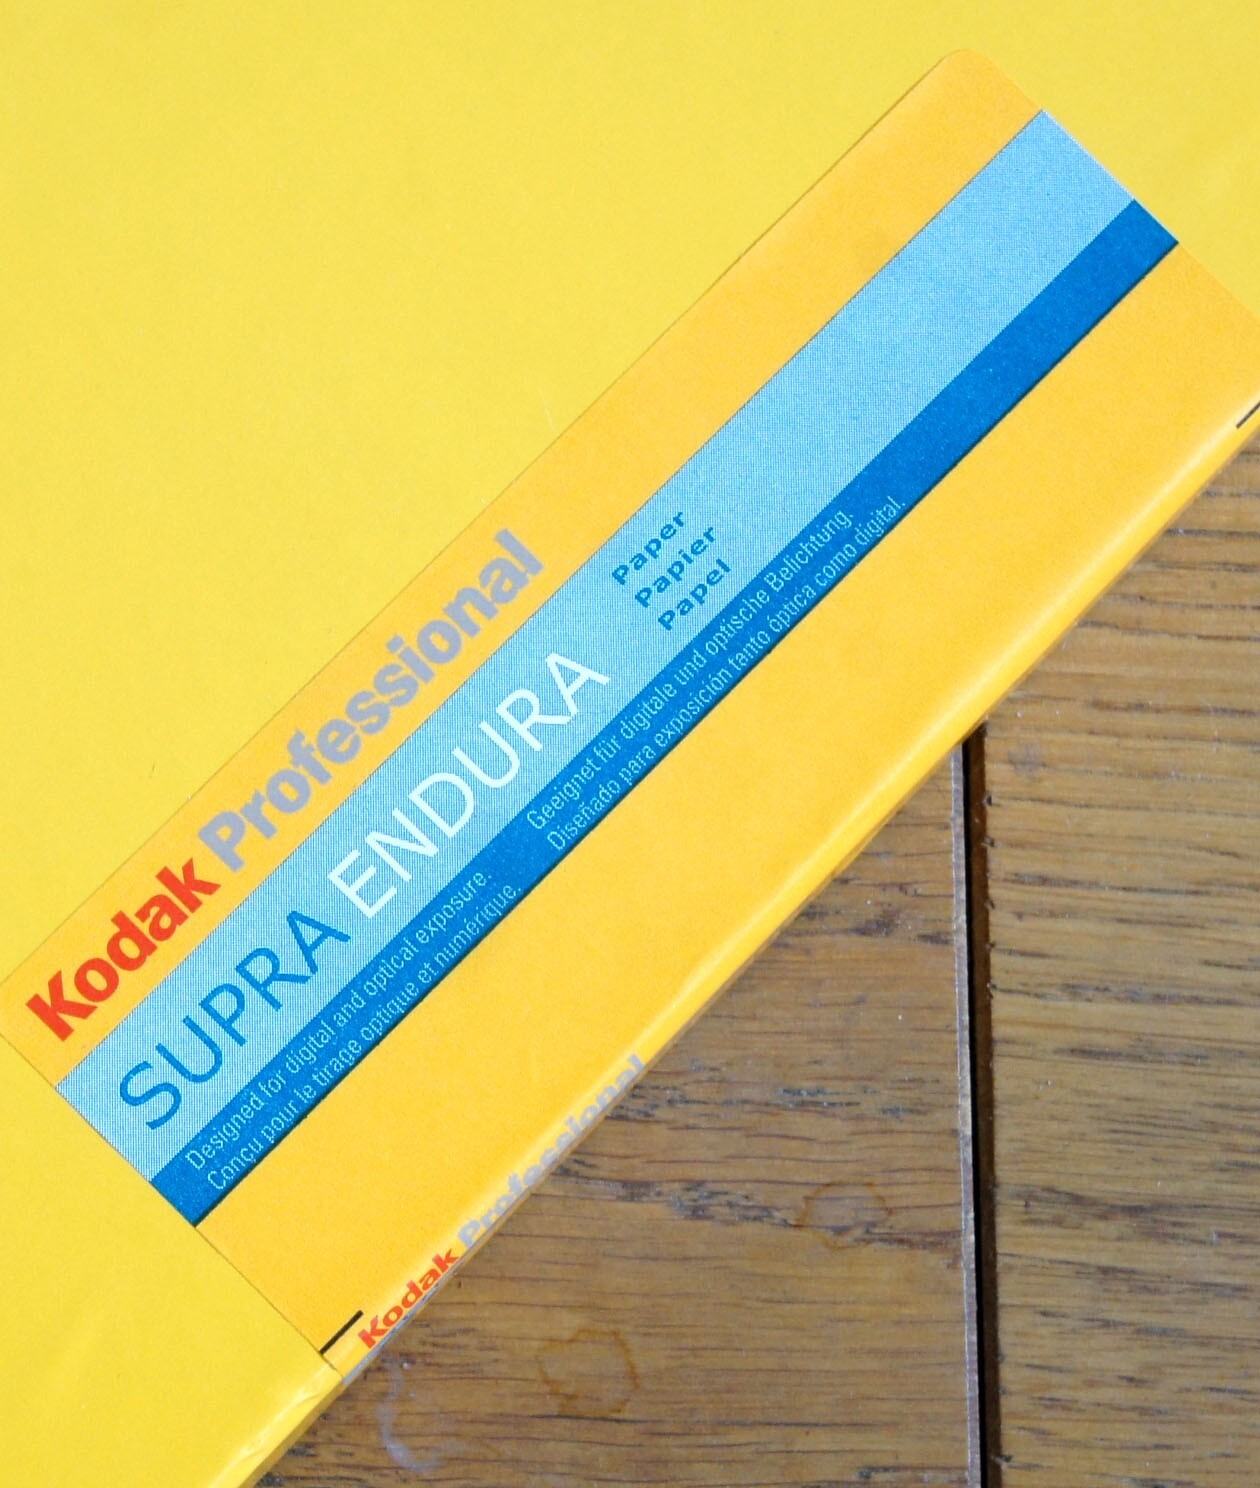 Kodak Professional
SUPRA ENDURA
Paper
Papier
Papel
Designed for digital and optical exposure.
Conçu pour le tirage optique et numérique.
Geeignet für digitale und optische Belichtung.
Diseñado para exposición tanto óptica como digital.
Kodak Professional